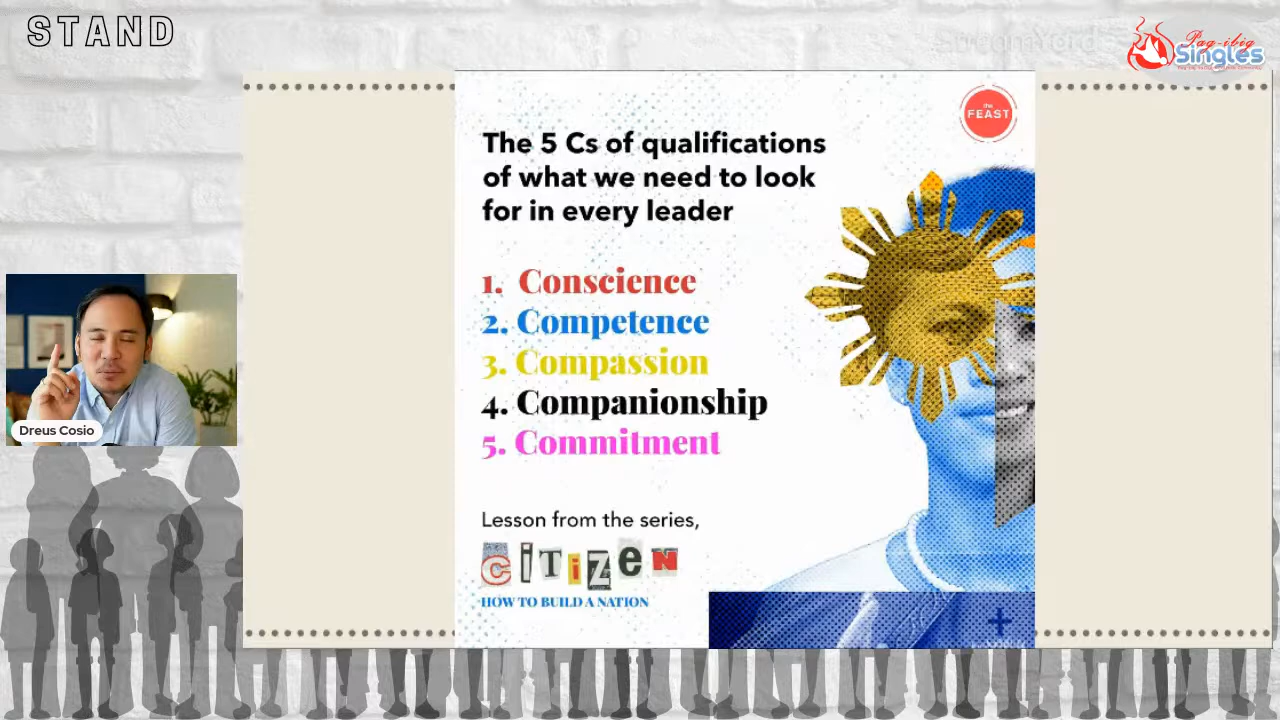 STAND
Pag-ibig
Singles
the
FEAST
The 5 Cs of qualifications
of what we need to look
for in every leader
1. Conscience
2. Competence
3. Compassion
4. Companionship
5. Commitment
Dreus Cosio
Lesson from the series,
CiTiZeN
HOW TO BUILD A NATION